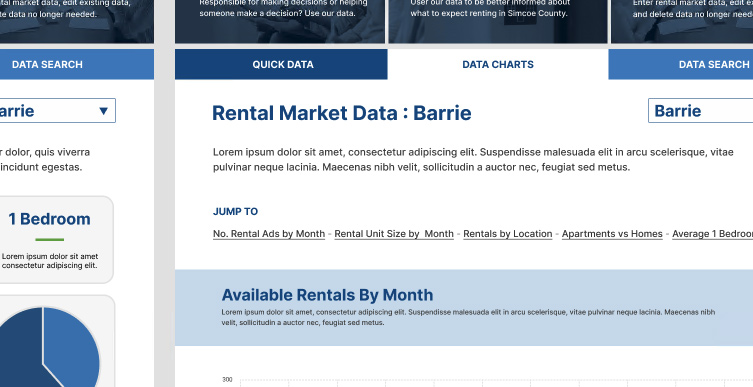 ntal market data, edit existing data,
ete data no longer needed.
DATA SEARCH
arrie
r dolor, quis viverra
incidunt egestas.
1 Bedroom
Lorem ipsum dolor sit amet
consectetur adipiscing elit.
Responsible for making decisions or helping
someone make a decision? Use our data.
User our data to be better informed about
what to expect renting in Simcoe County.
Enter rental market data, edit ex
and delete data no longer neede
QUICK DATA
DATA CHARTS
DATA SEARCH
Rental Market Data : Barrie
Barrie
Lorem ipsum dolor sit amet, consectetur adipiscing elit. Suspendisse malesuada elit in arcu scelerisque, vitae
pulvinar neque lacinia. Maecenas nibh velit, sollicitudin a auctor nec, feugiat sed metus.
JUMP TO
No. Rental Ads by Month - Rental Unit Size by Month - Rentals by Location - Apartments vs Homes - Average 1 Bedroor
Available Rentals By Month
Lorem ipsum dolor sit amet, consectetur adipiscing elit. Suspendisse malesuada elit in arcu scelerisque, vitae pulvinar neque lacinia. Maecenas nibh
velit, sollicitudin a auctor nec, feugiat sed metus.
300